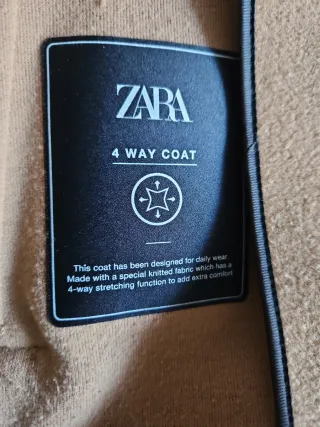 ZARA
4 WAY COAT
This coat has been designed for daily wear
Made with a special knitted fabric which has a
4-way stretching function to add extra comfort